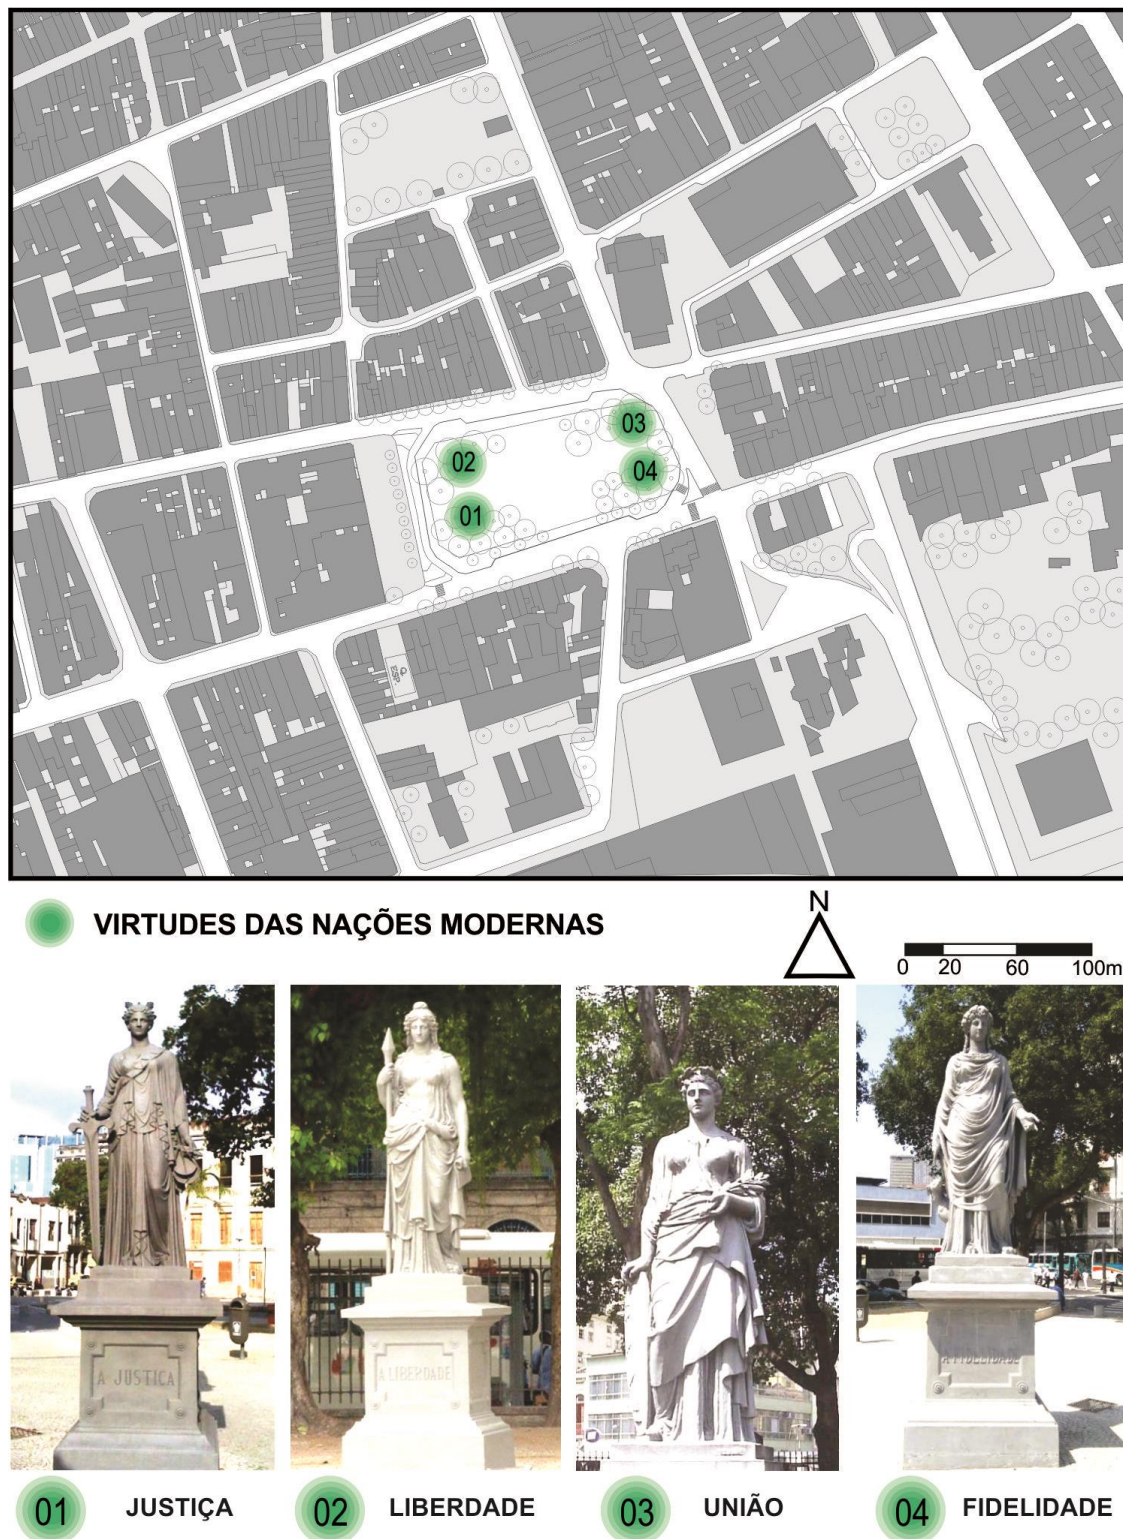 03
02
04
01
VIRTUDES DAS NAÇÕES MODERNAS
N
0 20 60 100m
A JUSTIÇA
A LIBERDADE
A FIDELIDADE
01 JUSTIÇA
02 LIBERDADE
03 UNIÃO
04 FIDELIDADE